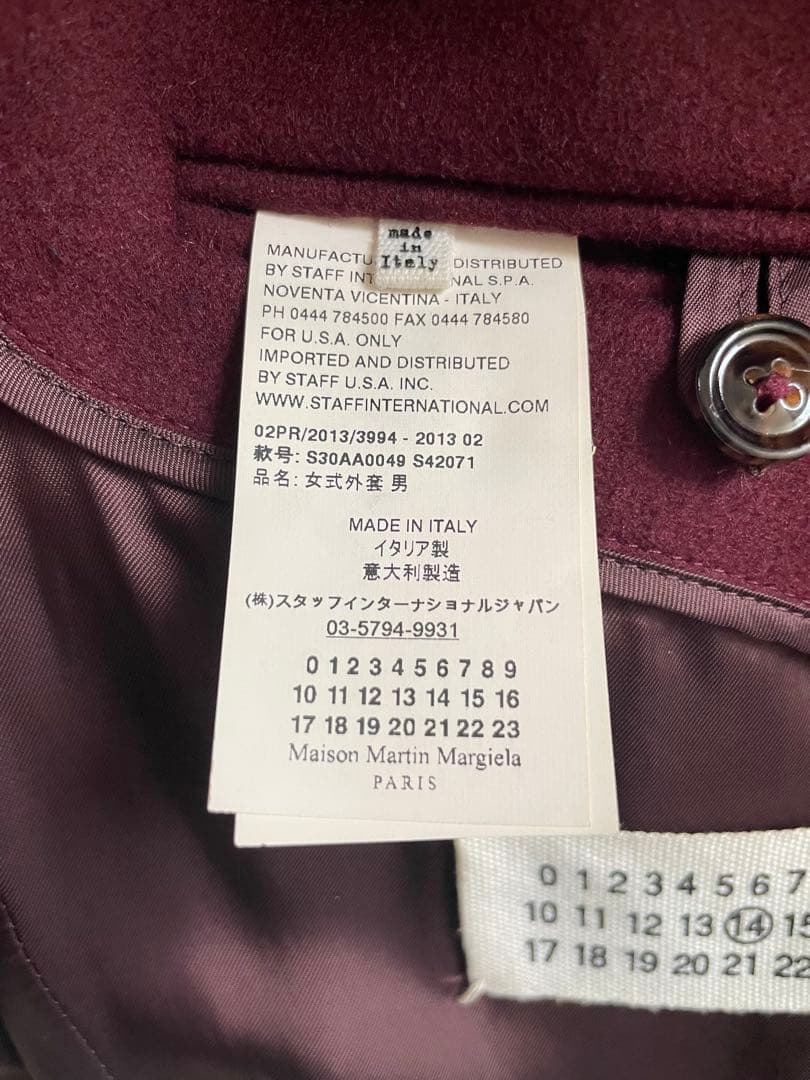 made
in
Italy
MANUFACTU DISTRIBUTED
BY STAFF INT NAL S.P.A.
NOVENTA VICENTINA - ITALY
PH 0444 784500 FAX 0444 784580
FOR U.S.A. ONLY
IMPORTED AND DISTRIBUTED
BY STAFF U.S.A. INC.
WWW.STAFFINTERNATIONAL.COM
02PR/2013/3994 - 2013 02
款号: S30AA0049 S42071
品名: 女式外套 男
MADE IN ITALY
イタリア製
意大利製造
(株)スタッフインターナショナルジャパン
03-5794-9931
0 1 2 3 4 5 6 7 8 9
10 11 12 13 14 15 16
17 18 19 20 21 22 23
Maison Martin Margiela
PARIS
0 1 2 3 4 5 6 7
10 11 12 13 14 15
17 18 19 20 21 22